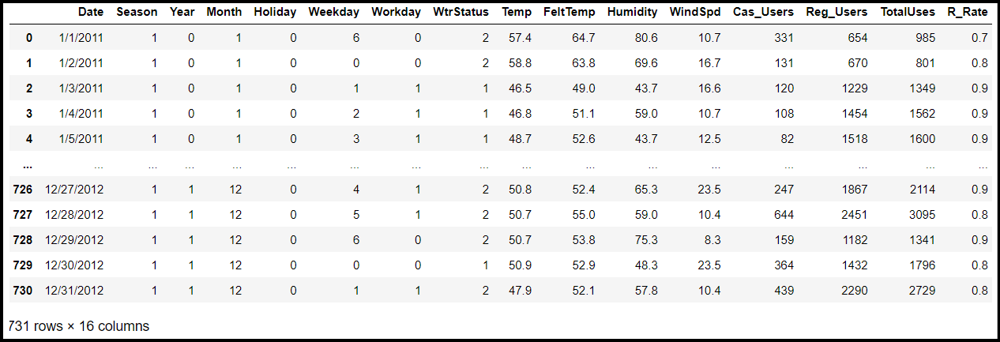 Date Season Year Month Holiday Weekday Workday WtrStatus Temp FeltTemp Humidity WindSpd Cas_Users Reg_Users TotalUses R_Rate
0 1/1/2011 1 0 1 0 6 0 2 57.4 64.7 80.6 10.7 331 654 985 0.7
1 1/2/2011 1 0 1 0 0 0 2 58.8 63.8 69.6 16.7 131 670 801 0.8
2 1/3/2011 1 0 1 0 1 1 1 46.5 49.0 43.7 16.6 120 1229 1349 0.9
3 1/4/2011 1 0 1 0 2 1 1 46.8 51.1 59.0 10.7 108 1454 1562 0.9
4 1/5/2011 1 0 1 0 3 1 1 48.7 52.6 43.7 12.5 82 1518 1600 0.9
... ... ... ... ... ... ... ... ... ... ... ... ... ... ... ... ...
726 12/27/2012 1 1 12 0 4 1 2 50.8 52.4 65.3 23.5 247 1867 2114 0.9
727 12/28/2012 1 1 12 0 5 1 2 50.7 55.0 59.0 10.4 644 2451 3095 0.8
728 12/29/2012 1 1 12 0 6 0 2 50.7 53.8 75.3 8.3 159 1182 1341 0.9
729 12/30/2012 1 1 12 0 0 0 1 50.9 52.9 48.3 23.5 364 1432 1796 0.8
730 12/31/2012 1 1 12 0 1 1 2 47.9 52.1 57.8 10.4 439 2290 2729 0.8
731 rows × 16 columns